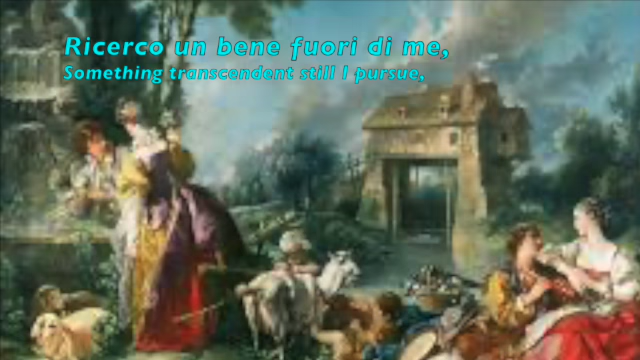 Ricerco un bene fuori di me,
Something transcendent still I pursue,